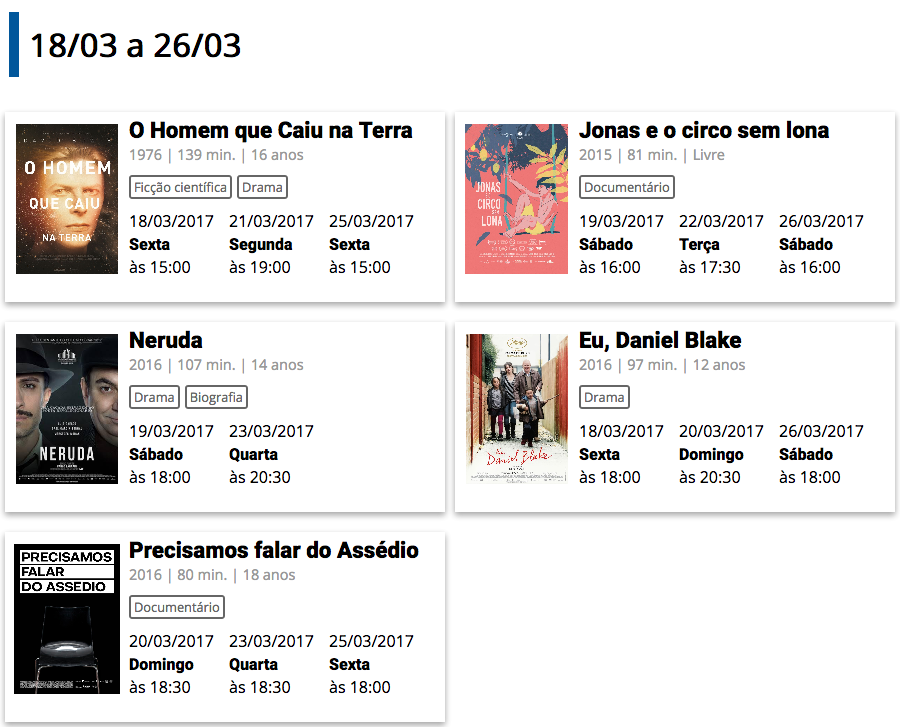 18/03 a 26/03
O HOMEM
QUE CAIU
NA TERRA
O Homem que Caiu na Terra
1976 | 139 min. | 16 anos
Ficção científica Drama
18/03/2017 21/03/2017 25/03/2017
Sexta Segunda Sexta
às 15:00 às 19:00 às 15:00
JONAS
E O
CIRCO
SEM
LONA
Jonas e o circo sem lona
2015 | 81 min. | Livre
Documentário
19/03/2017 22/03/2017 26/03/2017
Sábado Terça Sábado
às 16:00 às 17:30 às 16:00
NERUDA
Neruda
2016 | 107 min. | 14 anos
Drama Biografia
19/03/2017 23/03/2017
Sábado Quarta
às 18:00 às 20:30
Daniel Blake
Eu, Daniel Blake
2016 | 97 min. | 12 anos
Drama
18/03/2017 20/03/2017 26/03/2017
Sexta Domingo Sábado
às 18:00 às 20:30 às 18:00
PRECISAMOS
FALAR
DO ASSEDIO
Precisamos falar do Assédio
2016 | 80 min. | 18 anos
Documentário
20/03/2017 23/03/2017 25/03/2017
Domingo Quarta Sexta
às 18:30 às 18:30 às 18:00